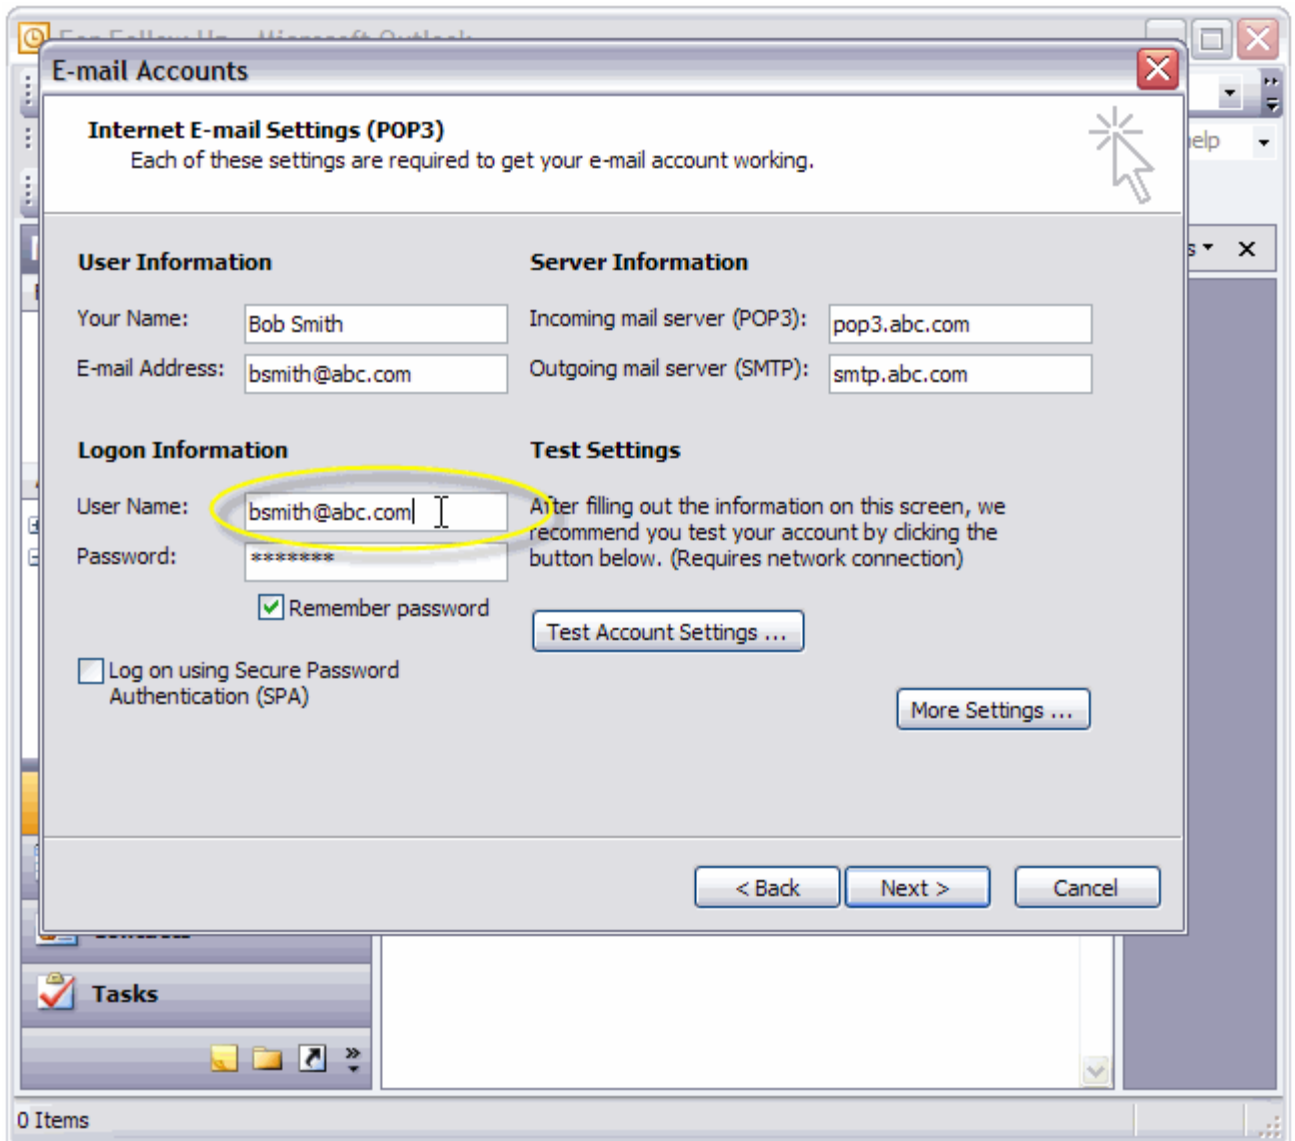 E-mail Accounts
Internet E-mail Settings (POP3)
Each of these settings are required to get your e-mail account working.
help
User Information
Your Name: Bob Smith
E-mail Address: bsmith@abc.com
Server Information
Incoming mail server (POP3): pop3.abc.com
Outgoing mail server (SMTP): smtp.abc.com
Logon Information
User Name: bsmith@abc.com
Password: *******
Remember password
Log on using Secure Password
Authentication (SPA)
Test Settings
After filling out the information on this screen, we
recommend you test your account by clicking the
button below. (Requires network connection)
Test Account Settings ...
More Settings ...
< Back
Next >
Cancel
Tasks
0 Items